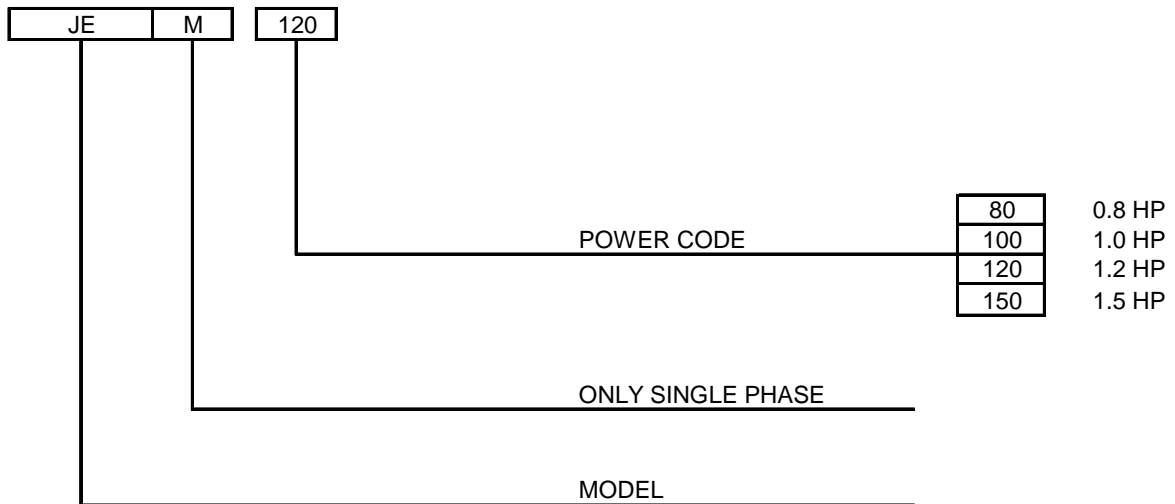 JE M 120
80 0.8 HP
POWER CODE 100 1.0 HP
120 1.2 HP
150 1.5 HP
ONLY SINGLE PHASE
MODEL